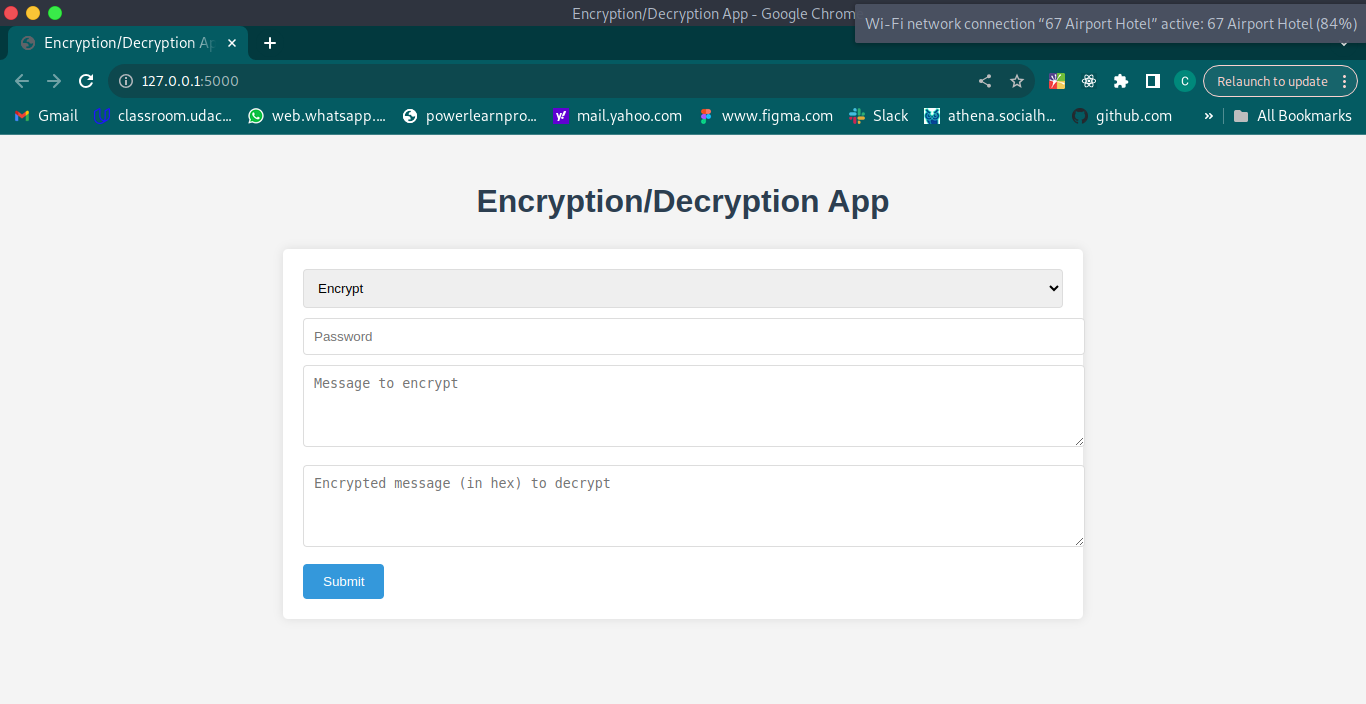 Encryption/Decryption App - Google Chrom
Wi-Fi network connection “67 Airport Hotel” active: 67 Airport Hotel (84%)
Encryption/Decryption Ap
127.0.0.1:5000
C
Relaunch to update
Gmail
classroom.udac...
web.whatsapp....
powerlearnpro...
mail.yahoo.com
www.figma.com
Slack
athena.socialh...
github.com
»
All Bookmarks
Encryption/Decryption App
Encrypt
Password
Message to encrypt
Encrypted message (in hex) to decrypt
Submit